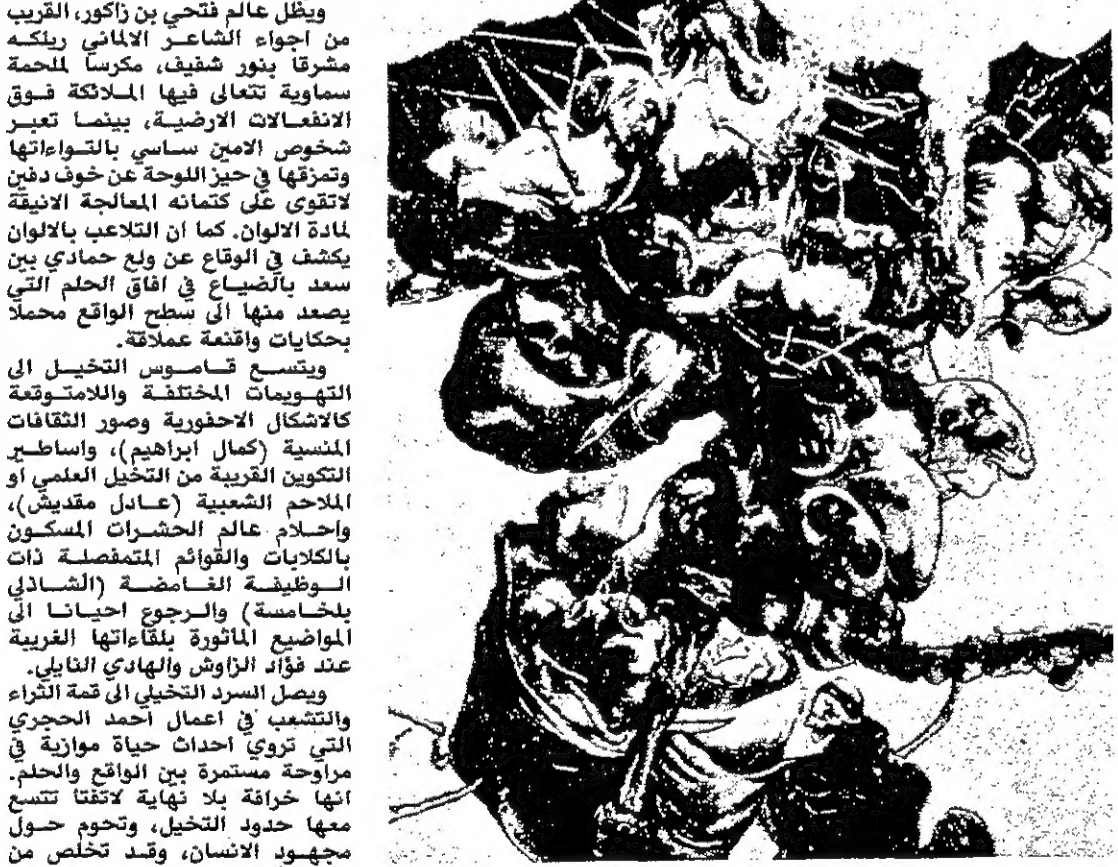 ويظل عالم فتحي بن زاكور، القريب
من اجواء الشاعر الالماني ريلكه
مشرقا بنور شفيف، مكرسا لملحمة
سماوية تتعالى فيها الملائكة فوق
الانفعالات الارضية، بينما تعبر
شخوص الامين ساسي بالتواءاتها
وتمزقها في حيز اللوحة عن خوف دفين
لاتقوى على كتمانه المعالجة الانيقة
لمادة الالوان. كما ان التلاعب بالالوان
يكشف في الوقاع عن ولع حمادي بين
سعد بالضياع في افاق الحلم التي
يصعد منها الى سطح الواقع محملا
بحكايات واقنعة عملاقة.
ويتسع قاموس التخيل الى
التهويمات المختلفة واللامتوقعة
كالاشكال الاحفورية وصور الثقافات
المنسية (كمال ابراهيم)، واساطير
التكوين القريبة من التخيل العلمي او
الملاحم الشعبية (عادل مقديش)،
واحلام عالم الحشرات المسكون
بالكلابات والقوائم المتمفصلة ذات
الوظيفة الغامضة (الشاذلي
بلخامسة) والرجوع احيانا الى
المواضيع الماثورة بلقاءاتها الغريبة
عند فؤاد الزاوش والهادي النايلي.
ويصل السرد التخيلي الى قمة الثراء
والتشعب في اعمال احمد الحجري
التي تروي احداث حياة موازية في
مراوحة مستمرة بين الواقع والحلم.
انها خرافة بلا نهاية لاتفتا تتسع
معها حدود التخيل، وتحوم حول
مجهود الانسان، وقد تخلص من